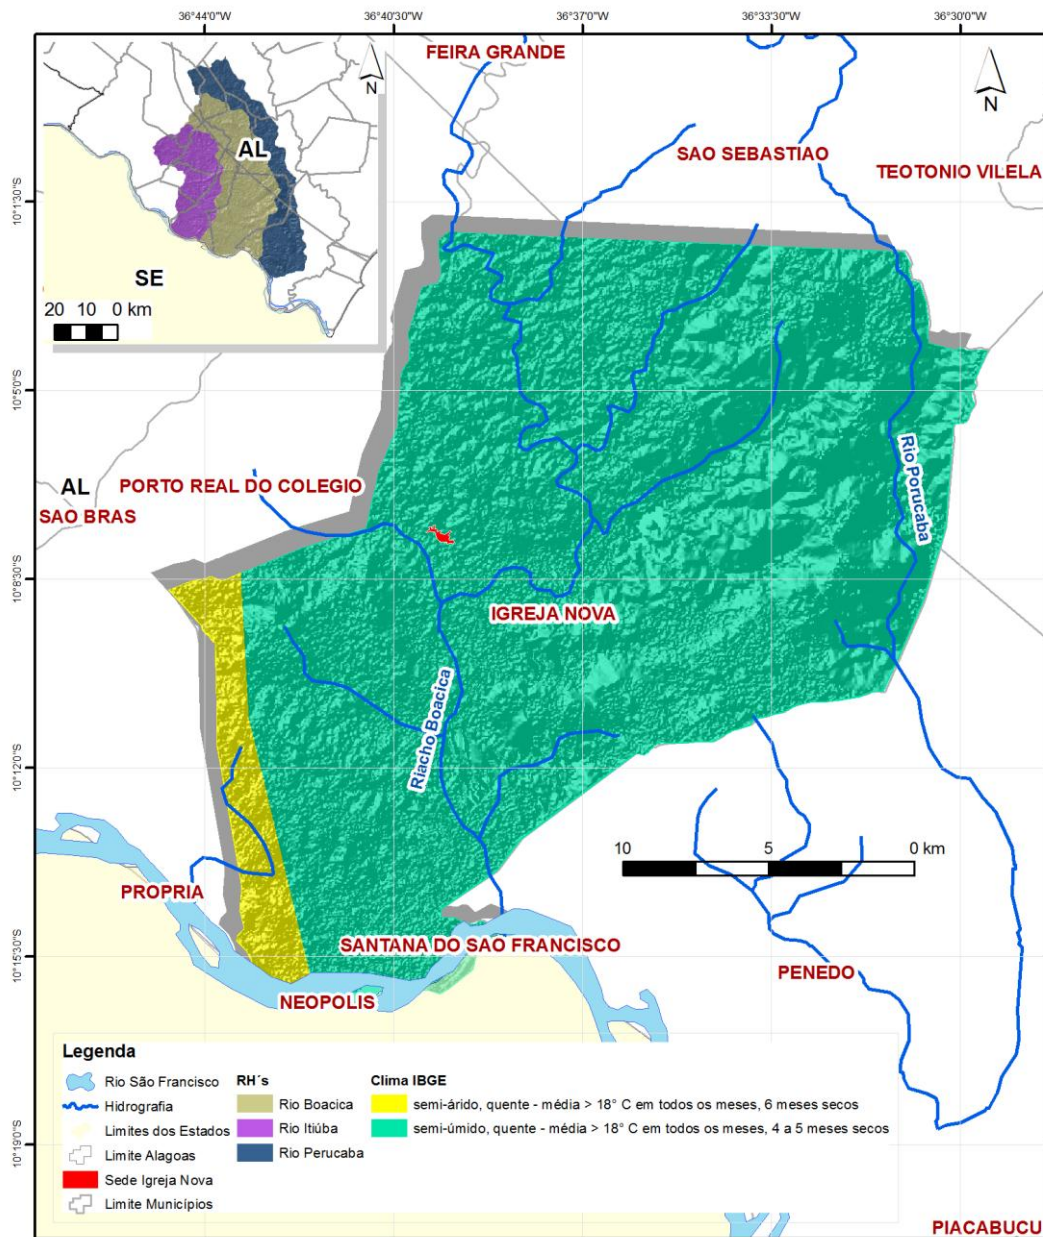 36°44'0"W 36°40'30"S 36°37'0"W 36°33'30"S 36°30'0"W
FEIRA GRANDE
N
N
AL
SAO SEBASTIAO
TEOTONIO VILELA
10°1'30"S
SE
20 10 0 km
10°5'0"S
Rio Porucaba
AL
PORTO REAL DO COLEGIO
SAO BRAS
10°8'30"S
IGREJA NOVA
Riacho Boacica
10°12'0"S
10 5 0 km
PROPRIA
SANTANA DO SAO FRANCISCO
10°15'30"S
PENEDO
NEOPOLIS
Legenda
Rio São Francisco
Hidrografia
Limites dos Estados
Limite Alagoas
Sede Igreja Nova
Limite Municípios
RH´s
Rio Boacica
Rio Itiúba
Rio Perucaba
Clima IBGE
semi-árido, quente - média > 18° C em todos os meses, 6 meses secos
semi-úmido, quente - média > 18° C em todos os meses, 4 a 5 meses secos
10°19'0"S
PIACABUCU